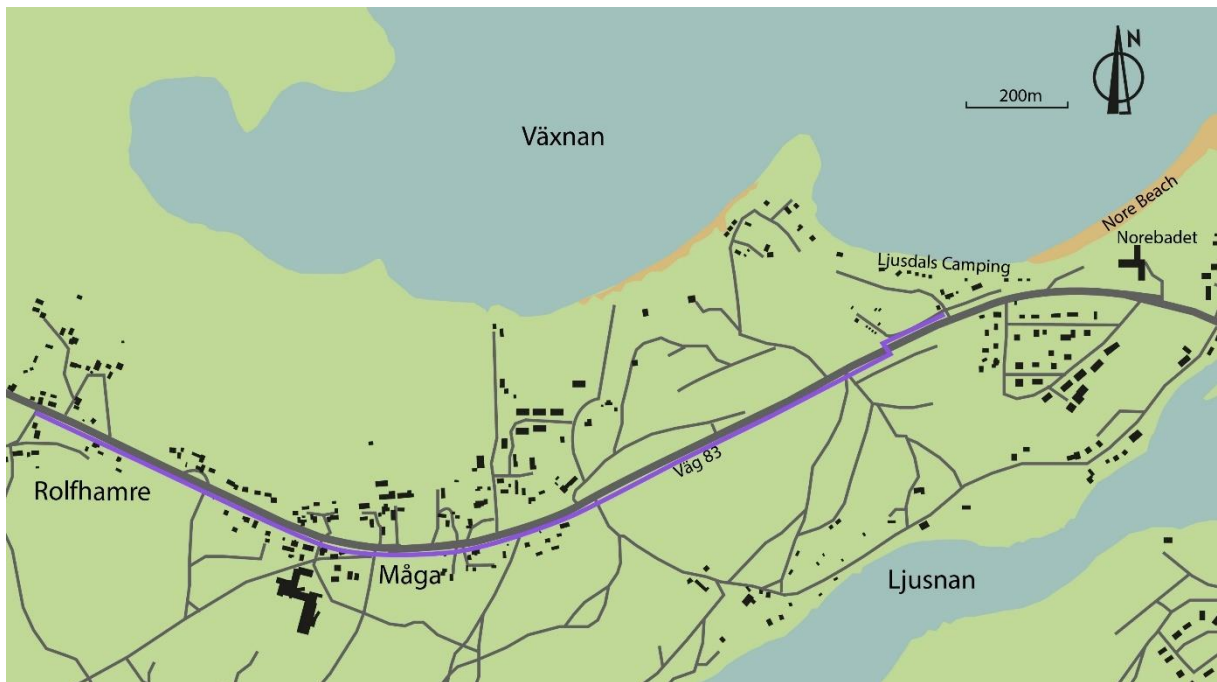 N
200m
Växnan
Nore Beach
Norebadet
Ljusdals Camping
Väg 83
Rolfhamre
Måga
Ljusnan